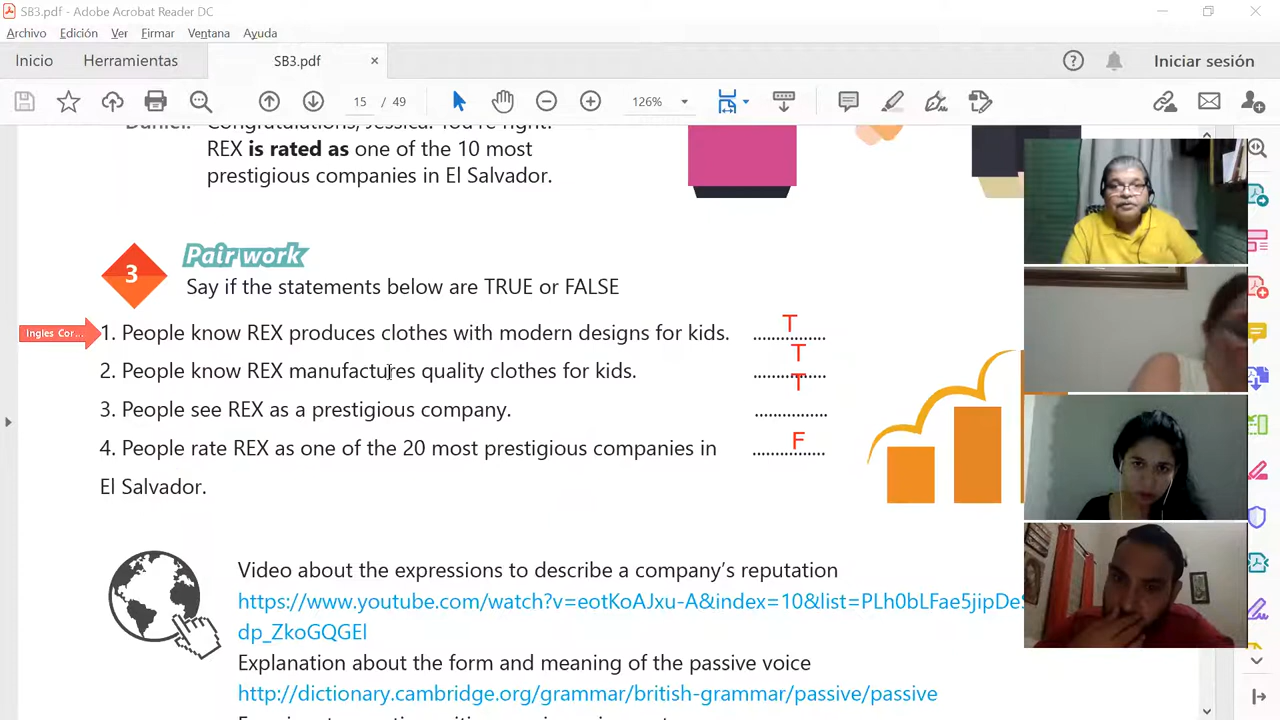 SB3.pdf - Adobe Acrobat Reader DC
Archivo Edición Ver Firmar Ventana Ayuda
Inicio Herramientas SB3.pdf × Iniciar sesión
15 / 49 126%
REX is rated as one of the 10 most
prestigious companies in El Salvador.
Pair work
3
Say if the statements below are TRUE or FALSE
Ingles Cor... 1. People know REX produces clothes with modern designs for kids. ............... T
2. People know REX manufactures quality clothes for kids. ............... T
3. People see REX as a prestigious company. ............... T
4. People rate REX as one of the 20 most prestigious companies in ............... F
El Salvador.
Video about the expressions to describe a company's reputation
https://www.youtube.com/watch?v=eotKoAJxu-A&index=10&list=PLh0bLFae5jipDe
dp_ZkoGQGEl
Explanation about the form and meaning of the passive voice
http://dictionary.cambridge.org/grammar/british-grammar/passive/passive